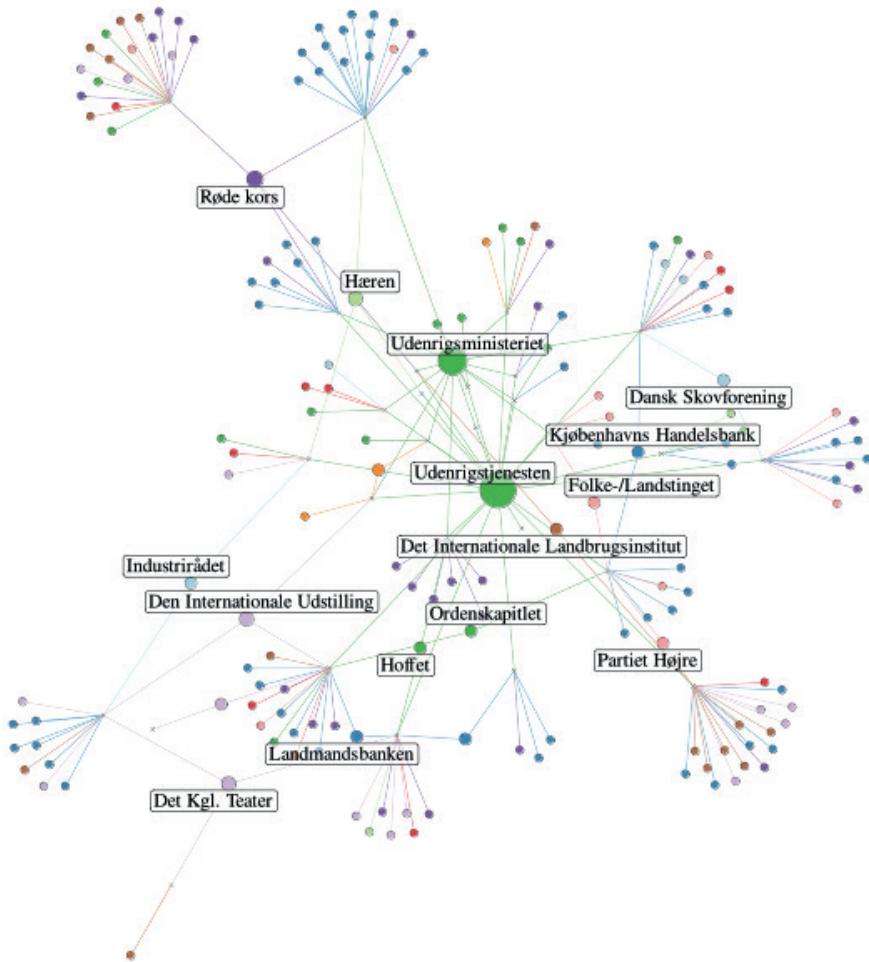 Røde kors
Hæren
Udenrigsministeriet
Dansk Skovforening
Kjøbenhavns Handelsbank
Udenrigstjenesten
Folke-/Landstinget
Det Internationale Landbrugsinstitut
Industrirådet
Den Internationale Udstilling
Ordenskapitlet
Hoffet
Partiet Højre
Landmandsbanken
Det Kgl. Teater